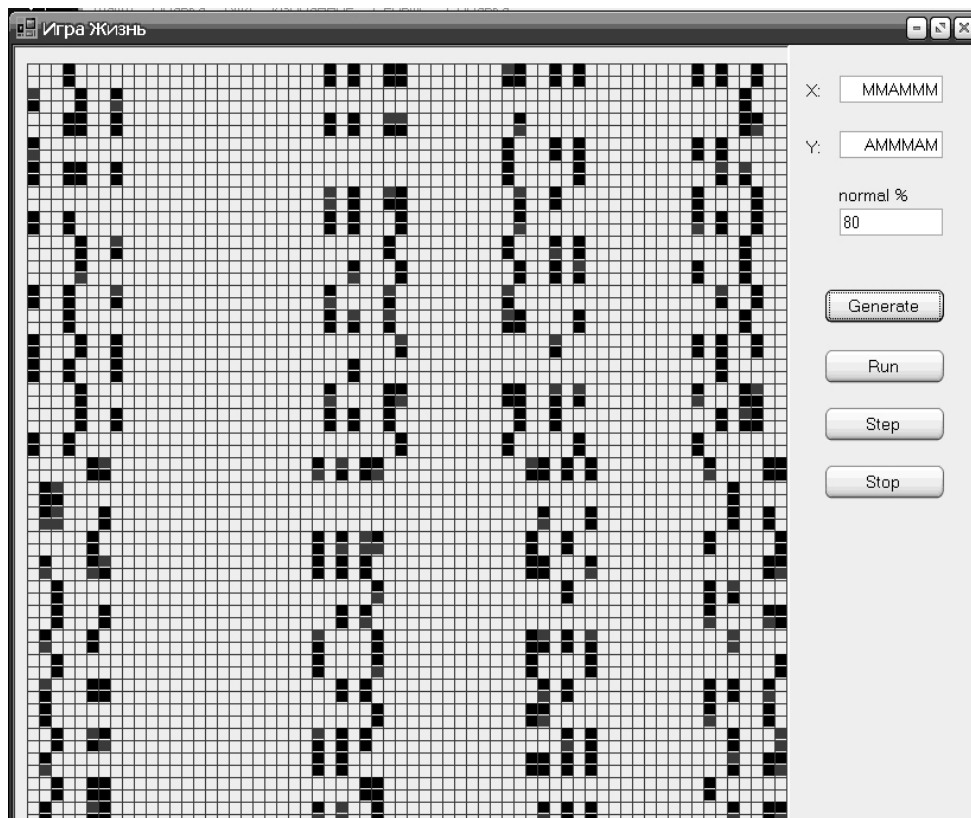 Игра Жизнь
X: MMAMMM
Y: AMMMAM
normal %
80
Generate
Run
Step
Stop